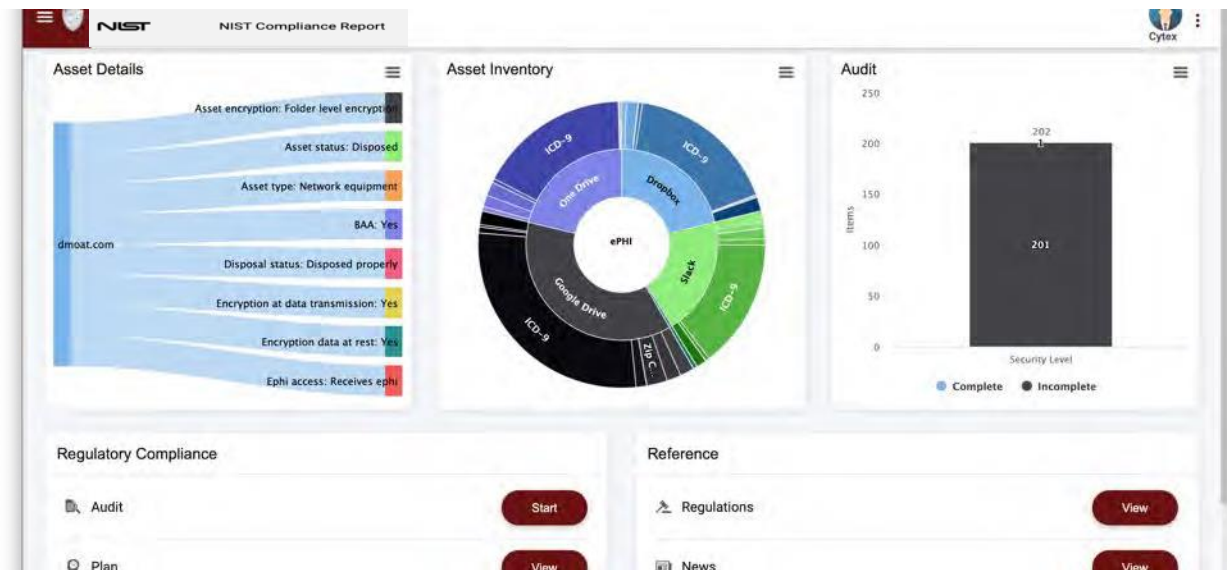 NIST
NIST Compliance Report
Cytex
Asset Details
dmoat.com
Asset encryption: Folder level encryption
Asset status: Disposed
Asset type: Network equipment
BAA: Yes
Disposal status: Disposed properly
Encryption at data transmission: Yes
Encryption data at rest: Yes
Ephi access: Receives ephi
Asset Inventory
ePHI
One Drive
Dropbox
Slack
Google Drive
ICD-9
ICD-9
ICD-9
ICD-9
Zip C...
Audit
250
200
150
100
50
0
Items
202
1
201
Security Level
Complete
Incomplete
Regulatory Compliance
Audit
Start
Plan
View
Reference
Regulations
View
News
View